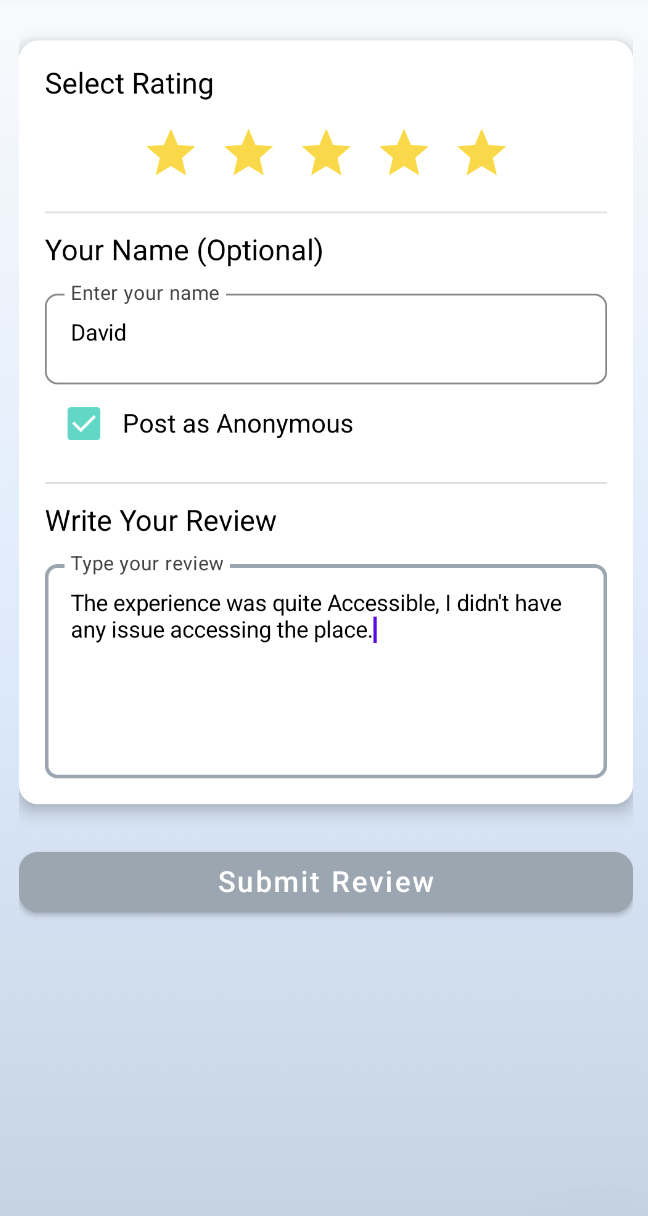 Select Rating
Your Name (Optional)
Enter your name
David
Post as Anonymous
Write Your Review
Type your review
The experience was quite Accessible, I didn't have
any issue accessing the place.
Submit Review